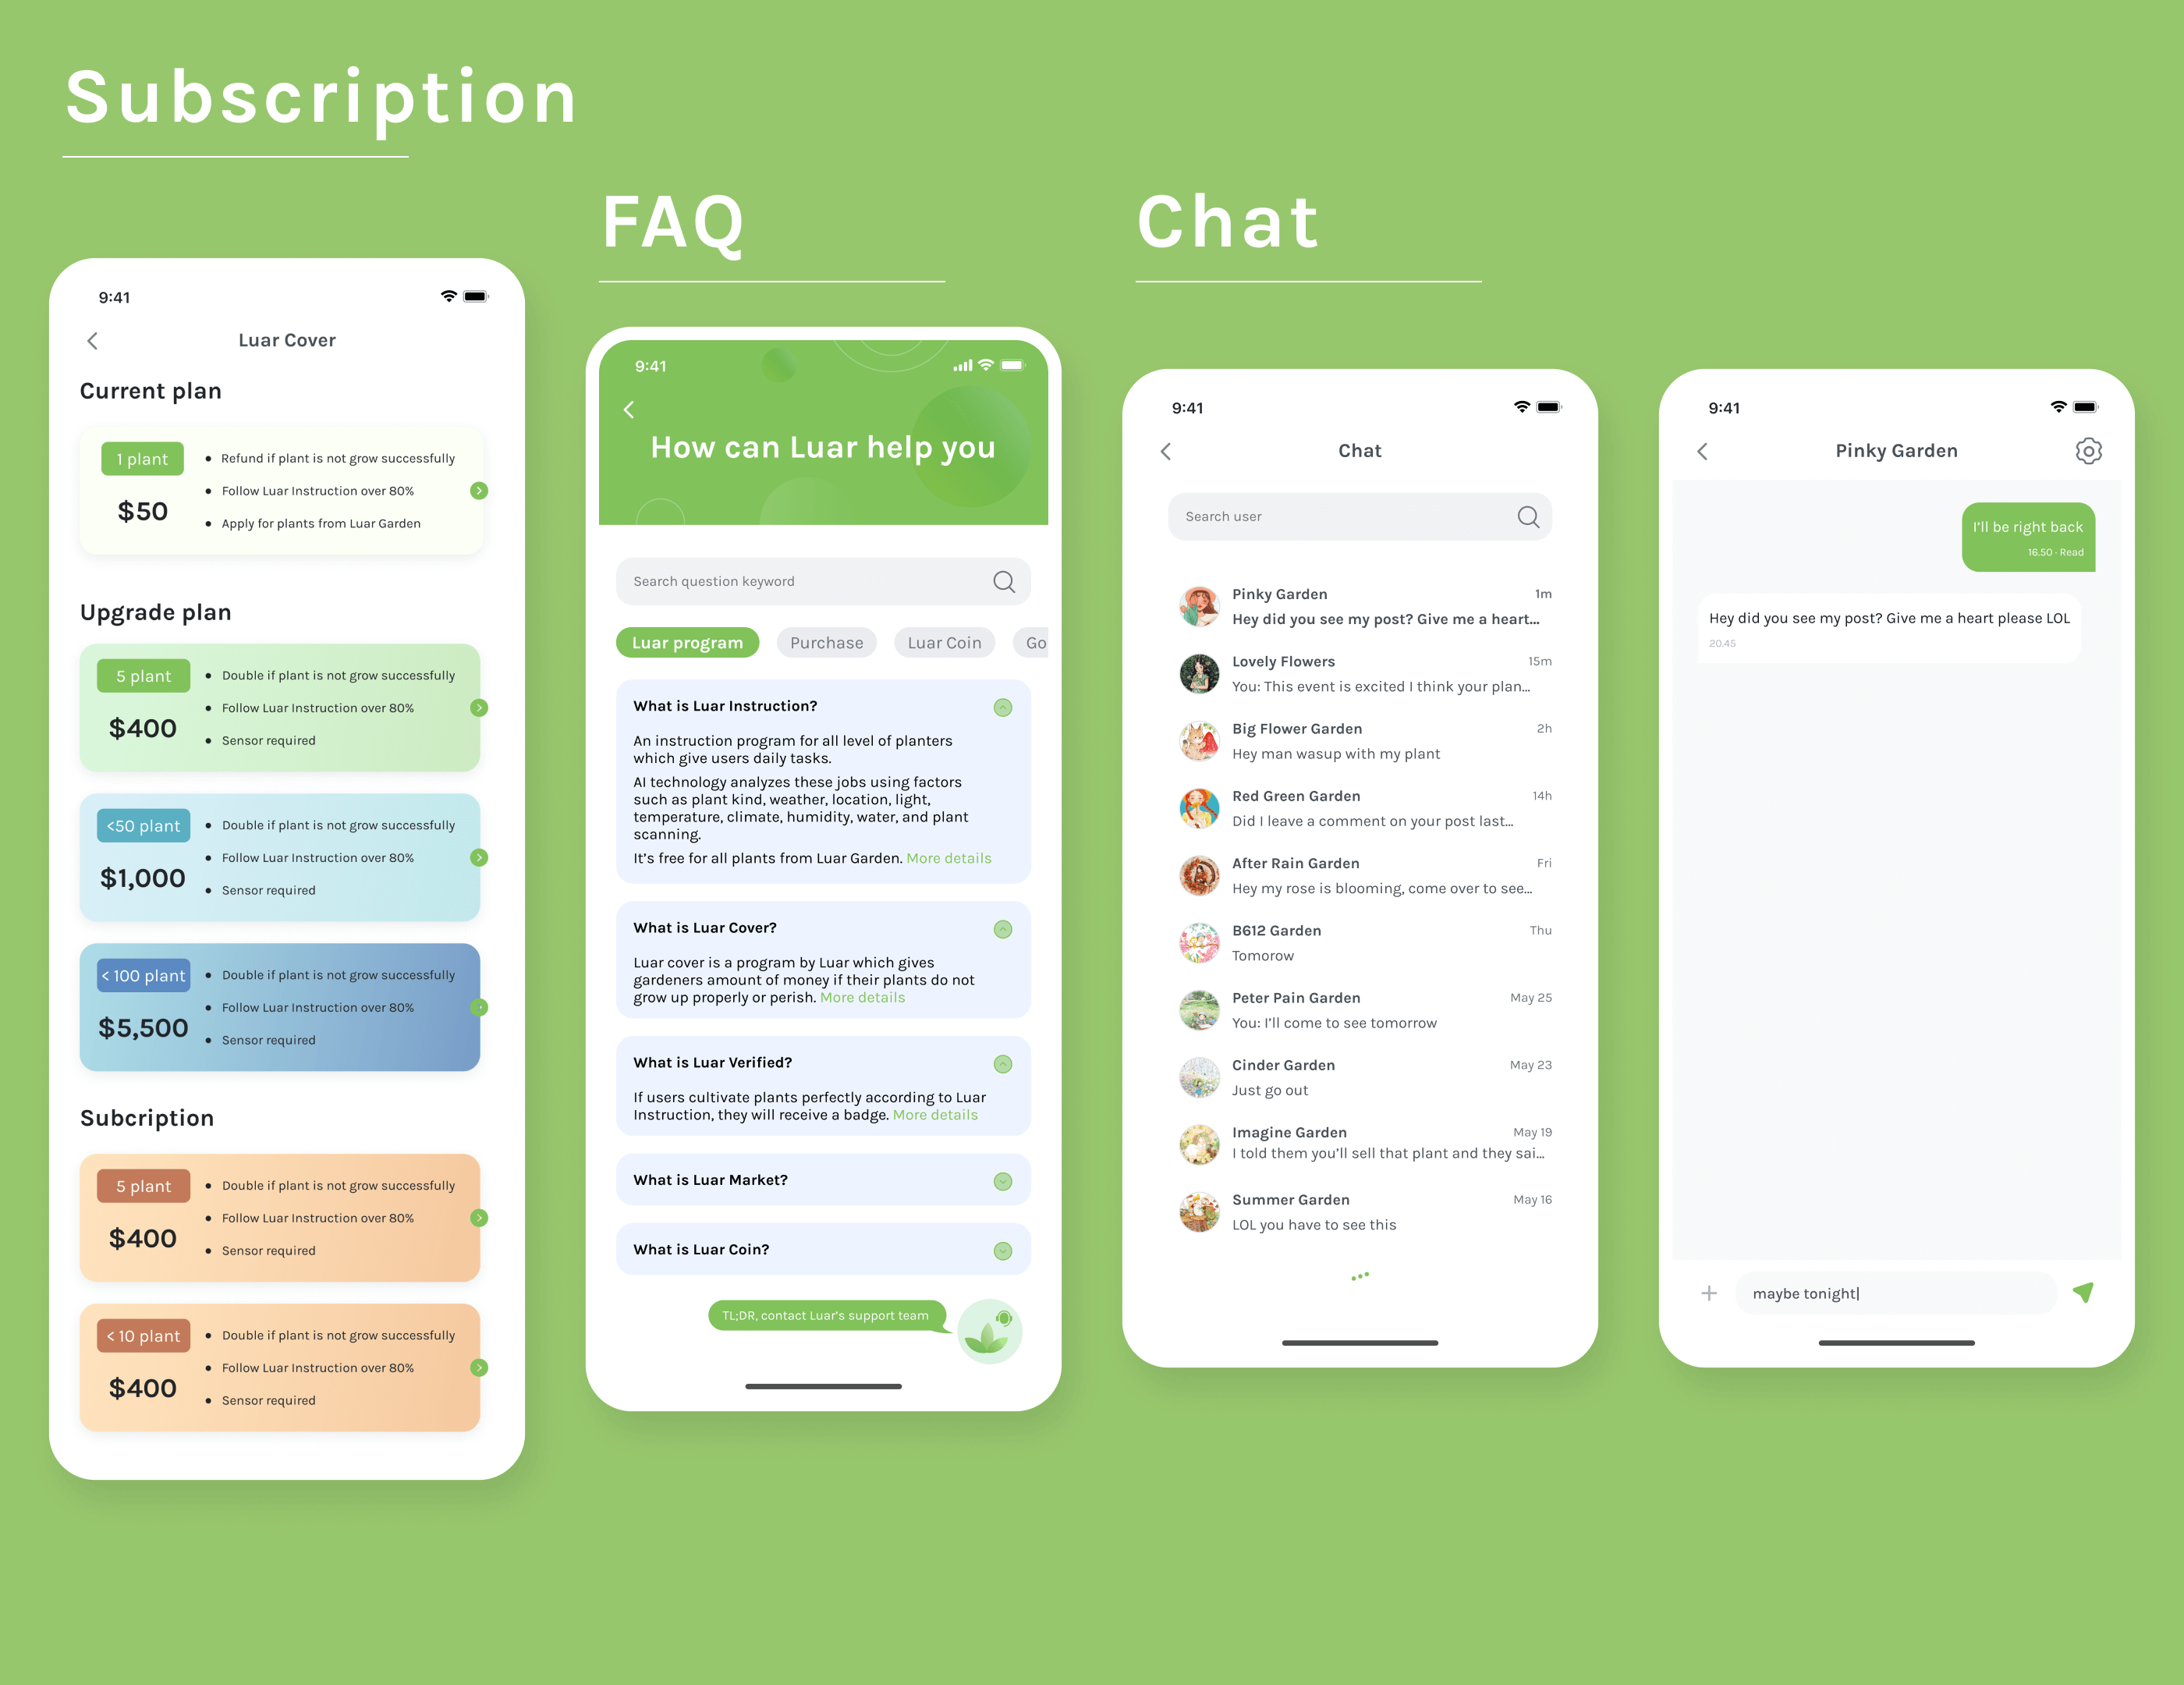 Subscription
9:41
Luar Cover
Current plan
1 plant
$50
Refund if plant is not grow successfully
Follow Luar Instruction over 80%
Apply for plants from Luar Garden
Upgrade plan
5 plant
$400
Double if plant is not grow successfully
Follow Luar Instruction over 80%
Sensor required
<50 plant
$1,000
Double if plant is not grow successfully
Follow Luar Instruction over 80%
Sensor required
< 100 plant
$5,500
Double if plant is not grow successfully
Follow Luar Instruction over 80%
Sensor required
Subcription
5 plant
$400
Double if plant is not grow successfully
Follow Luar Instruction over 80%
Sensor required
< 10 plant
$400
Double if plant is not grow successfully
Follow Luar Instruction over 80%
Sensor required
FAQ
9:41
How can Luar help you
Search question keyword
Luar program Purchase Luar Coin Go
What is Luar Instruction?
An instruction program for all level of planters
which give users daily tasks.
AI technology analyzes these jobs using factors
such as plant kind, weather, location, light,
temperature, climate, humidity, water, and plant
scanning.
It's free for all plants from Luar Garden. More details
What is Luar Cover?
Luar cover is a program by Luar which gives
gardeners amount of money if their plants do not
grow up properly or perish. More details
What is Luar Verified?
If users cultivate plants perfectly according to Luar
Instruction, they will receive a badge. More details
What is Luar Market?
What is Luar Coin?
TL;DR, contact Luar's support team
Chat
9:41
Chat
Search user
Pinky Garden 1m
Hey did you see my post? Give me a heart...
Lovely Flowers 15m
You: This event is excited I think your plan...
Big Flower Garden 2h
Hey man wasup with my plant
Red Green Garden 14h
Did I leave a comment on your post last...
After Rain Garden Fri
Hey my rose is blooming, come over to see...
B612 Garden Thu
Tomorow
Peter Pain Garden May 25
You: I'll come to see tomorrow
Cinder Garden May 23
Just go out
Imagine Garden May 19
I told them you'll sell that plant and they sai...
Summer Garden May 16
LOL you have to see this
9:41
Pinky Garden
I'll be right back
16.50 · Read
Hey did you see my post? Give me a heart please LOL
20.45
maybe tonight